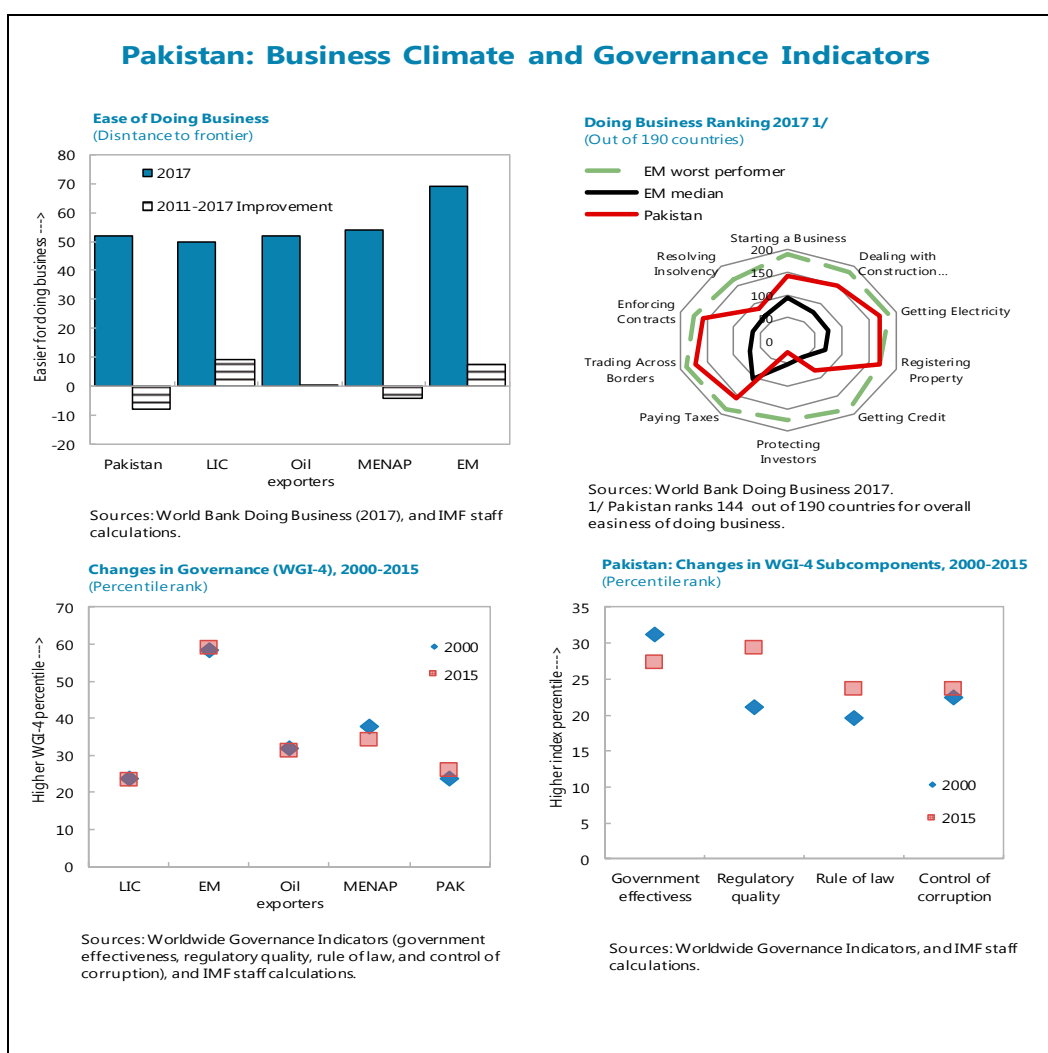 Pakistan: Business Climate and Governance Indicators
Ease of Doing Business
(Disntance to frontier)
80
70
60
50
40
30
20
10
0
-10
-20
Easier for doing business --->
2017
2011-2017 Improvement
Pakistan
LIC
Oil
exporters
MENAP
EM
Sources: World Bank Doing Business (2017), and IMF staff
calculations.
Doing Business Ranking 2017 1/
(Out of 190 countries)
EM worst performer
EM median
Pakistan
200
150
100
50
0
Starting a Business
Dealing with
Construction...
Getting Electricity
Registering
Property
Getting Credit
Protecting
Investors
Paying Taxes
Trading Across
Borders
Enforcing
Contracts
Resolving
Insolvency
Sources: World Bank Doing Business 2017.
1/ Pakistan ranks 144 out of 190 countries for overall
easiness of doing business.
Changes in Governance (WGI-4), 2000-2015
(Percentile rank)
70
60
50
40
30
20
10
0
Higher WGI-4 percentile --->
2000
2015
LIC
EM
Oil
exporters
MENAP
PAK
Sources: Worldwide Governance Indicators (government
effectiveness, regulatory quality, rule of law, and control of
corruption), and IMF staff calculations.
Pakistan: Changes in WGI-4 Subcomponents, 2000-2015
(Percentile rank)
35
30
25
20
15
10
5
0
Higher index percentile --->
2000
2015
Government
effectivess
Regulatory
quality
Rule of law
Control of
corruption
Sources: Worldwide Governance Indicators, and IMF staff
calculations.